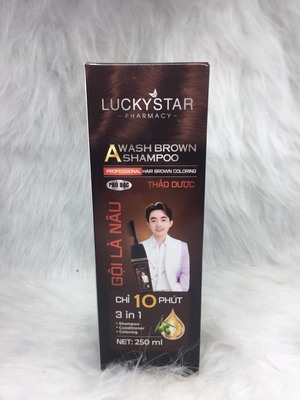 LUCKYSTAR
PHARMACY
A WASH BROWN
SHAMPOO
PROFESSIONAL HAIR BROWN COLORING
PHỦ BẠC
THẢO DƯỢC
GỘI LÀ NÂU
CHỈ 10 PHÚT
3 in 1
• Shampoo
• Conditioner
• Coloring
NET: 250 ml